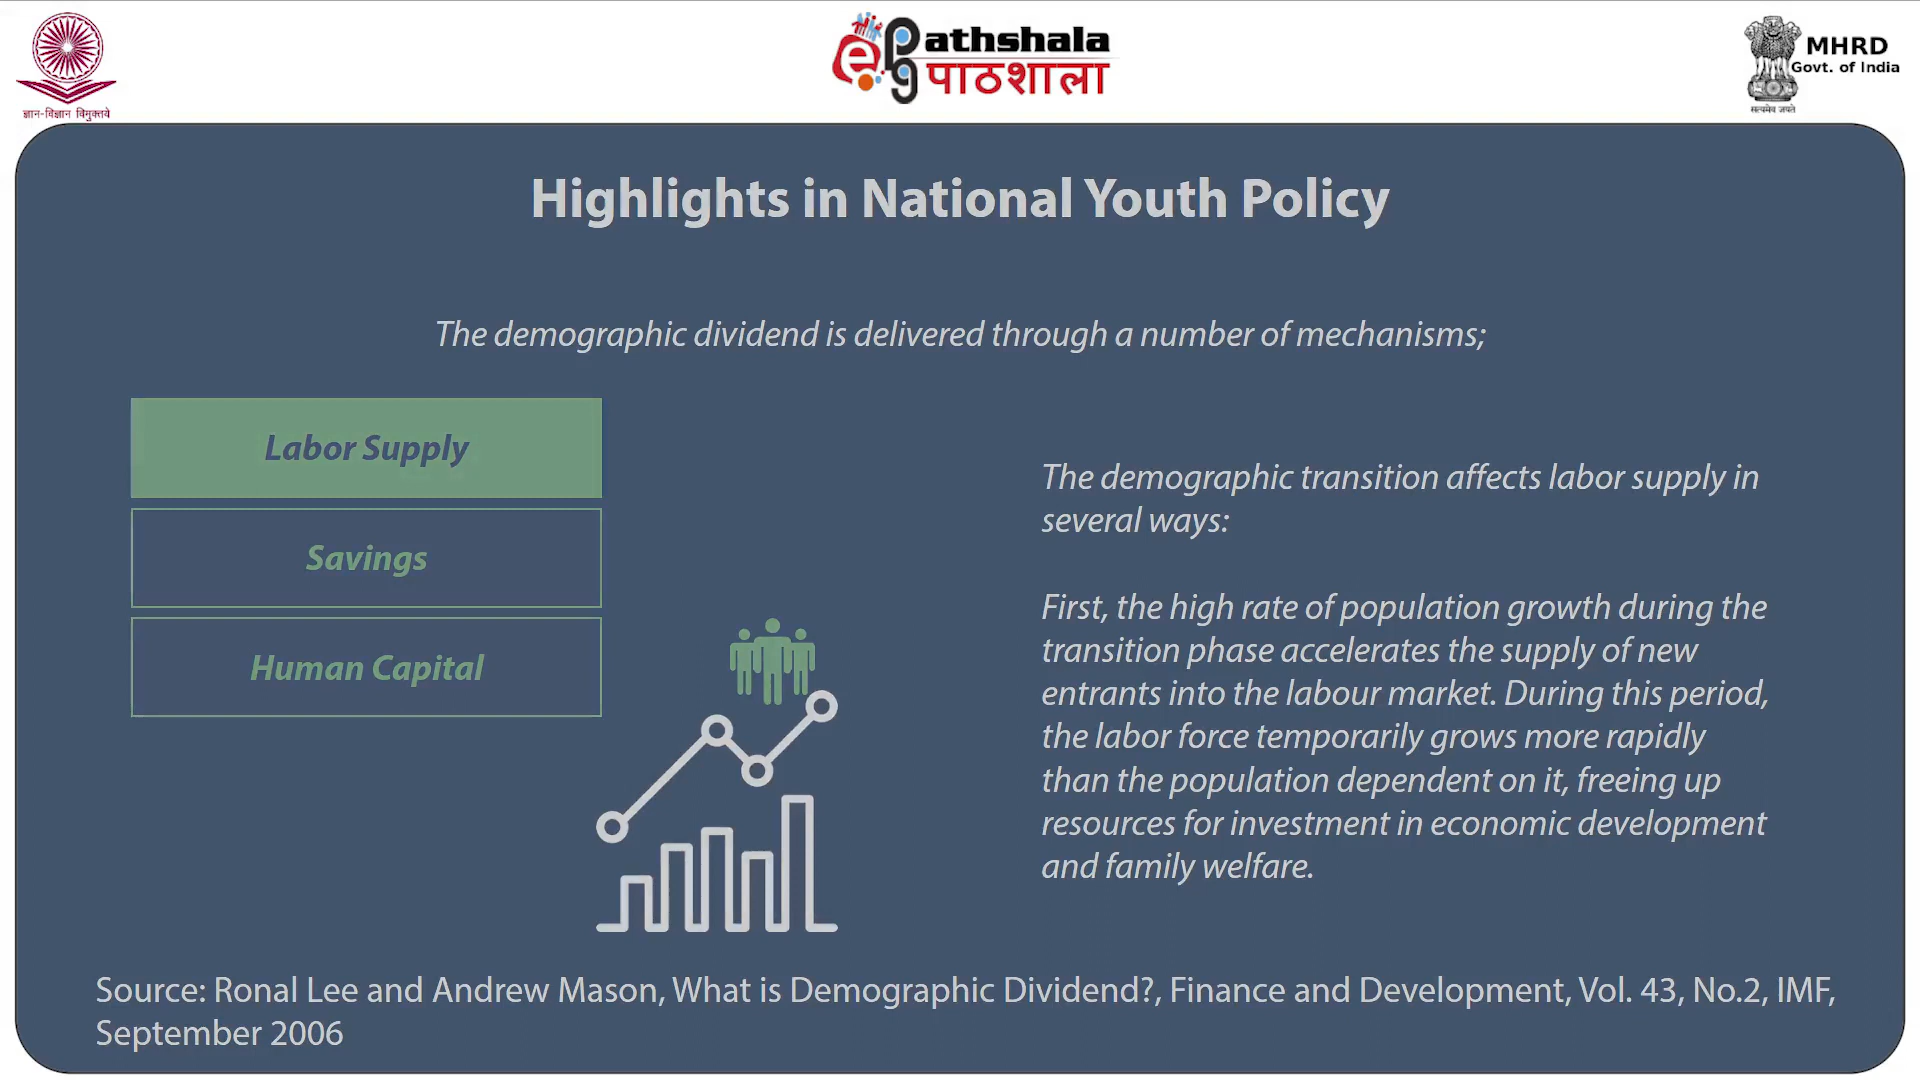 ज्ञान-विज्ञान विमुक्तये
e PG athshala
पाठशाला
सत्यमेव जयते
MHRD
Govt. of India
Highlights in National Youth Policy
The demographic dividend is delivered through a number of mechanisms;
Labor Supply
Savings
Human Capital
The demographic transition affects labor supply in
several ways:
First, the high rate of population growth during the
transition phase accelerates the supply of new
entrants into the labour market. During this period,
the labor force temporarily grows more rapidly
than the population dependent on it, freeing up
resources for investment in economic development
and family welfare.
Source: Ronal Lee and Andrew Mason, What is Demographic Dividend?, Finance and Development, Vol. 43, No.2, IMF,
September 2006